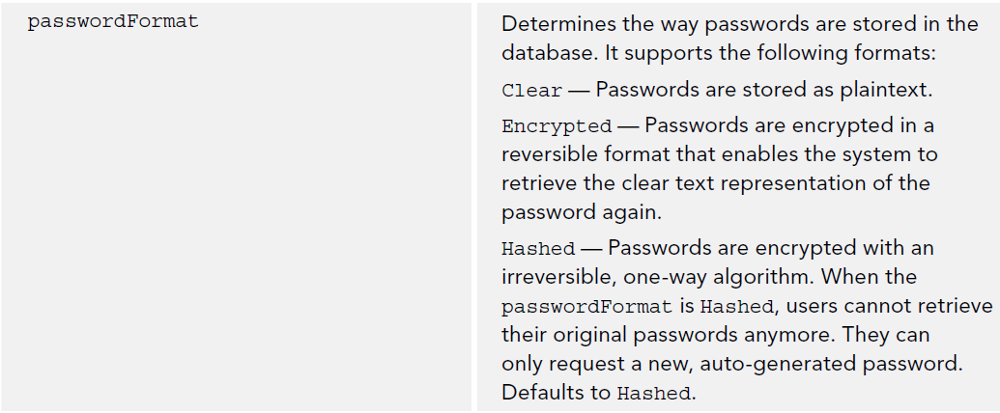 passwordFormat
Determines the way passwords are stored in the
database. It supports the following formats:
Clear — Passwords are stored as plaintext.
Encrypted — Passwords are encrypted in a
reversible format that enables the system to
retrieve the clear text representation of the
password again.
Hashed — Passwords are encrypted with an
irreversible, one-way algorithm. When the
passwordFormat is Hashed, users cannot retrieve
their original passwords anymore. They can
only request a new, auto-generated password.
Defaults to Hashed.